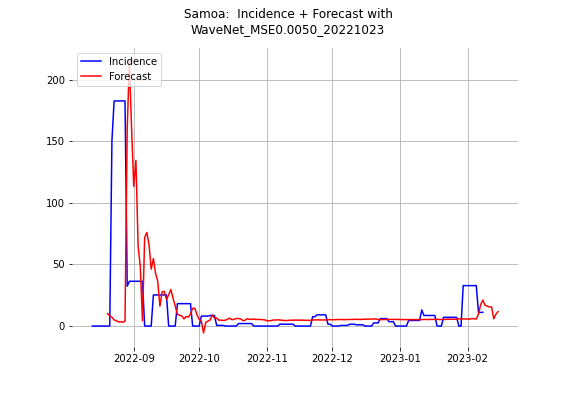 Samoa:  Incidence + Forecast with
WaveNet_MSE0.0050_20221023
Incidence
Forecast
200
150
100
50
0
2022-09 2022-10 2022-11 2022-12 2023-01 2023-02